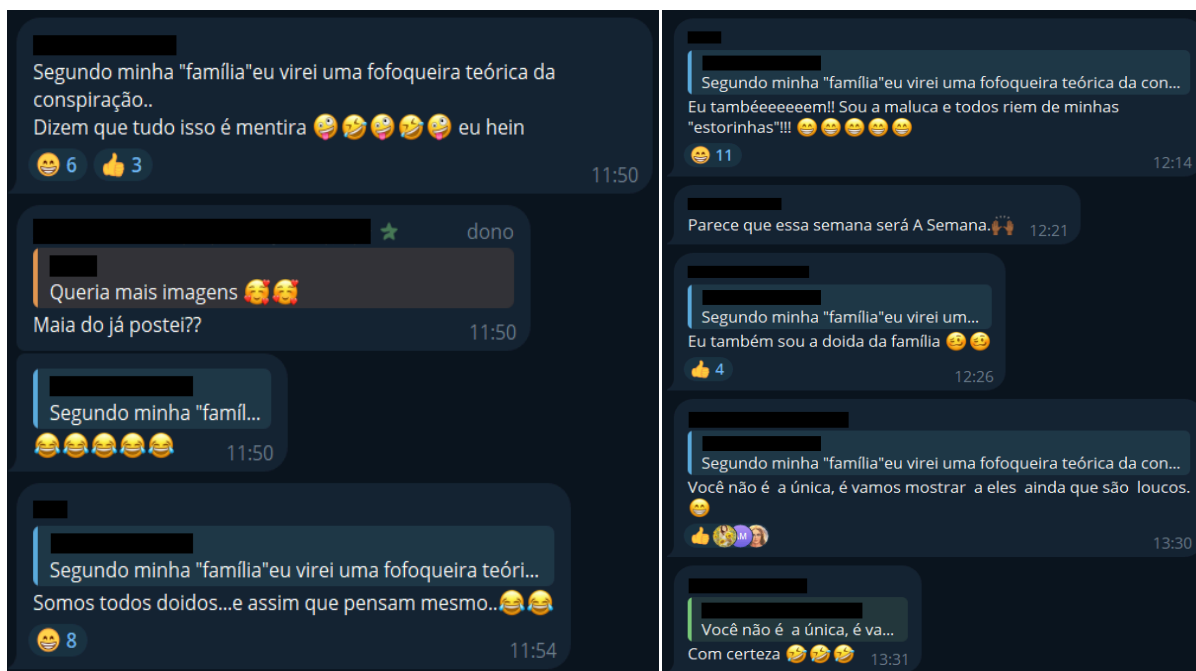 Segundo minha "família"eu virei uma fofoqueira teórica da
conspiração..
Dizem que tudo isso é mentira 🤪🤣🤪🤣🤪 eu hein
😁 6 👍 3
11:50
dono
Queria mais imagens 🥰🥰
Maia do já postei??
11:50
Segundo minha "famíl...
😂😂😂😂😂
11:50
Segundo minha "família"eu virei uma fofoqueira teóri...
Somos todos doidos...e assim que pensam mesmo..😂😂
😁 8
11:54
Segundo minha "família"eu virei uma fofoqueira teórica da con...
Eu tambéeeeeem!! Sou a maluca e todos riem de minhas
"estorinhas"!!! 😁😁😁😁😁
😁 11
12:14
Parece que essa semana será A Semana.🙌🏾
12:21
Segundo minha "família"eu virei um...
Eu também sou a doida da família 🥴🥴
👍 4
12:26
Segundo minha "família"eu virei uma fofoqueira teórica da con...
Você não é a única, é vamos mostrar a eles ainda que são loucos.
😁
13:30
Você não é a única, é va...
Com certeza 🤣🤣🤣
13:31